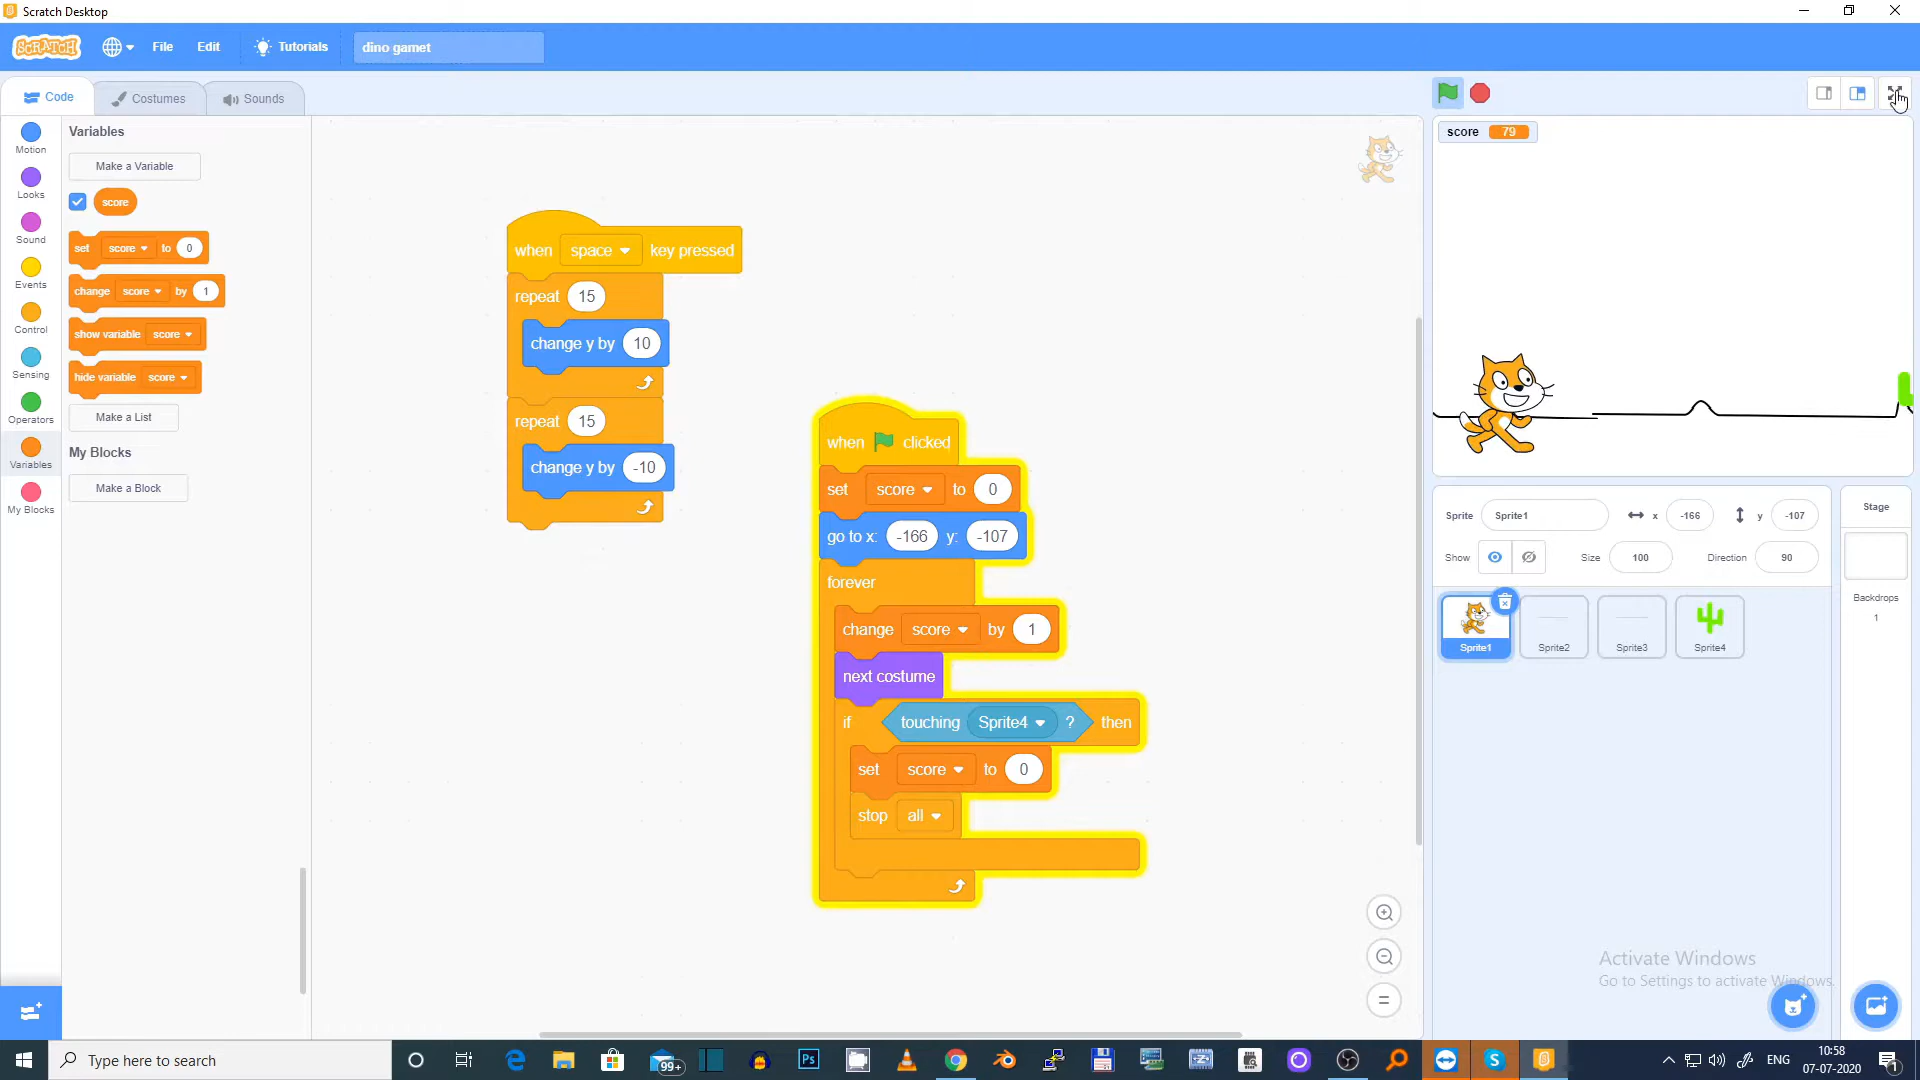 Scratch Desktop
SCRATCH
File
Edit
Tutorials
dino gamet
Code
Costumes
Sounds
Motion
Looks
Sound
Events
Control
Sensing
Operators
Variables
My Blocks
Variables
Make a Variable
score
set score to 0
change score by 1
show variable score
hide variable score
Make a List
My Blocks
Make a Block
when space key pressed
repeat 15
change y by 10
repeat 15
change y by -10
when clicked
set score to 0
go to x: -166 y: -107
forever
change score by 1
next costume
if touching Sprite4 ? then
set score to 0
stop all
score 79
Sprite Sprite1 x -166 y -107
Show Size 100 Direction 90
Sprite1
Sprite2
Sprite3
Sprite4
Stage
Backdrops
1
Activate Windows
Go to Settings to activate Windows.
Type here to search
99+
Ps
S
ENG
10:58
07-07-2020
1